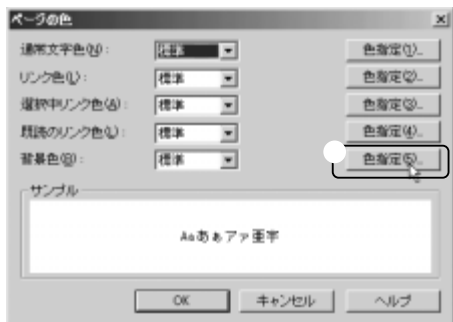 ページの色
通常文字色(N): 標準 色指定(1)...
リンク色(L): 標準 色指定(2)...
選択中リンク色(A): 標準 色指定(3)...
既読のリンク色(L): 標準 色指定(4)...
背景色(B): 標準 色指定(5)...
サンプル
Aaあぁアァ亜宇
OK キャンセル ヘルプ